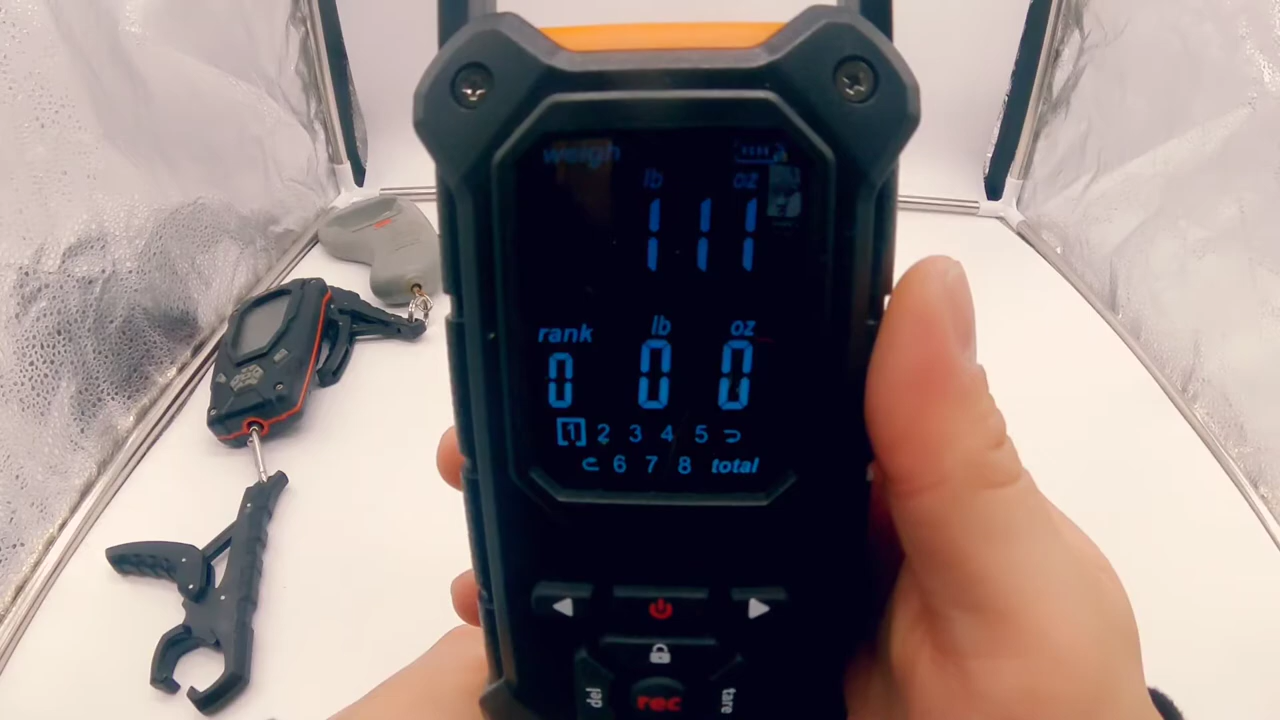 weigh
lb oz
1 1 1
rank lb oz
0 0 0
1 2 3 4 5 ⊃
⊂ 6 7 8 total
rec
del
tare